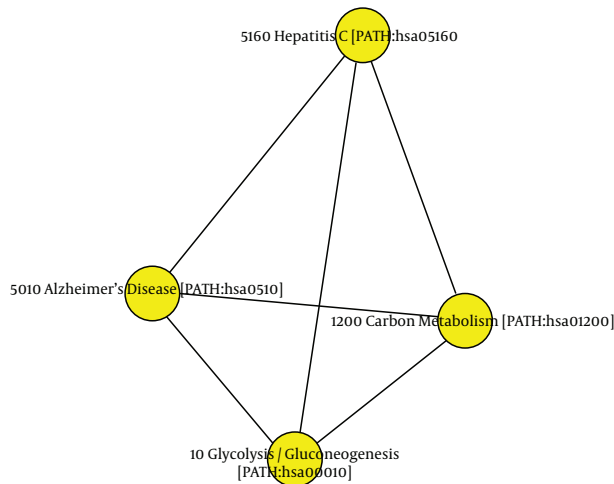 5160 Hepatitis C [PATH:hsa05160
5010 Alzheimer's Disease [PATH:hsa0510]
1200 Carbon Metabolism [PATH:hsa01200]
10 Glycolysis / Gluconeogenesis
[PATH:hsa00010]